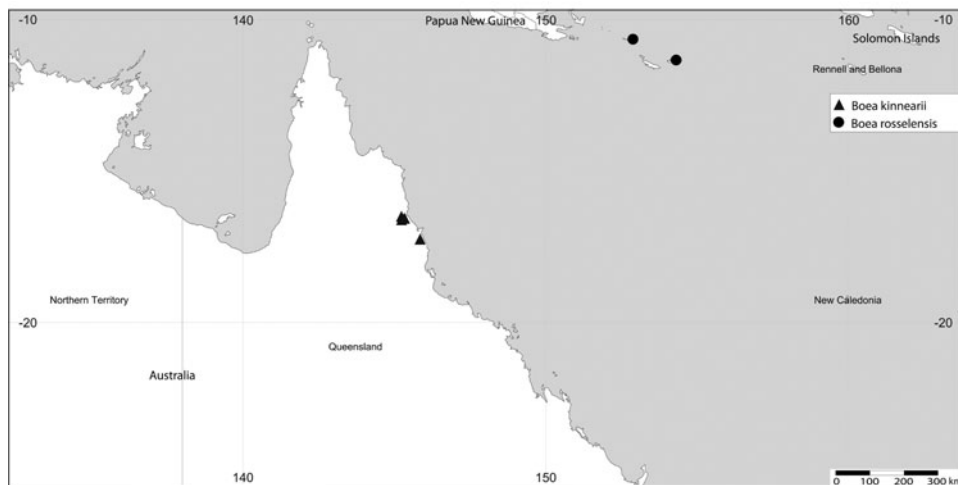 -10
140
Papua New Guinea
150
160
-10
Solomon Islands
Rennell and Bellona
Boea kinnearii
Boea rosselensis
Northern Territory
New Caledonia
-20
-20
Queensland
Australia
140
150
0 100 200 300 km